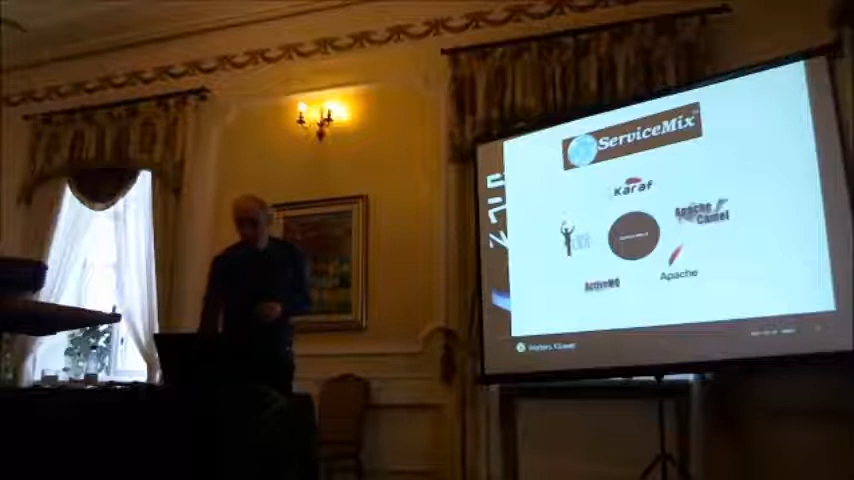 ServiceMix
Karaf
Apache
Camel
ActiveMQ
Apache
Wolters Kluwer